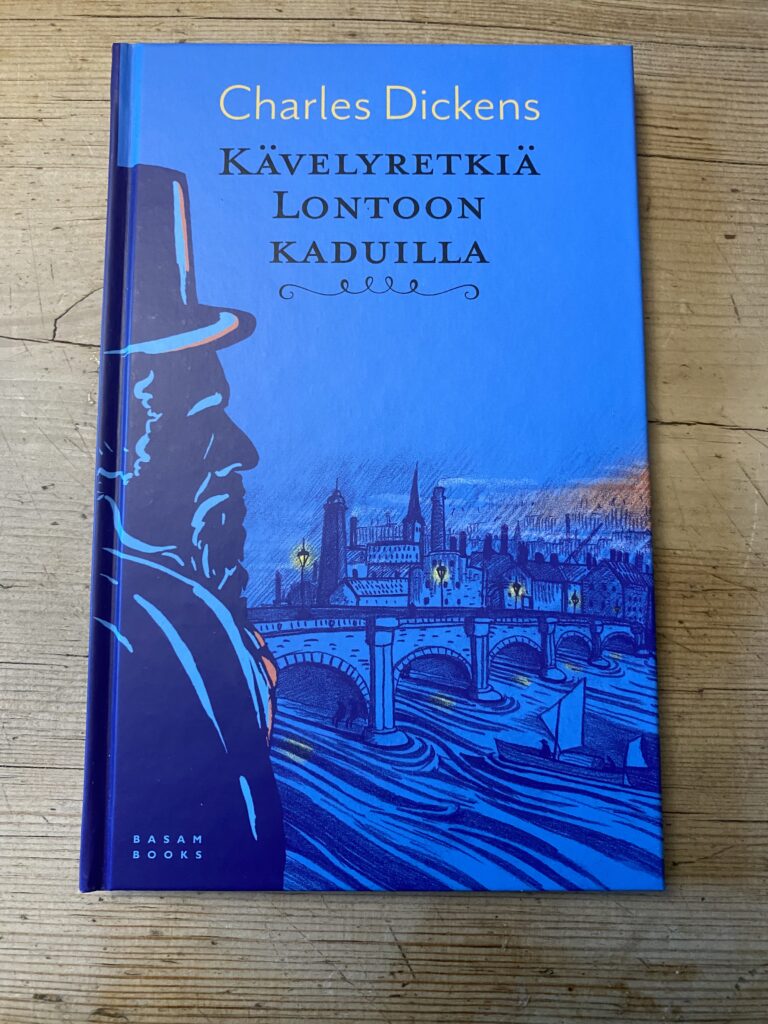 Charles Dickens
KÄVELYRETKIÄ
LONTOON
KADUILLA
BASAM
BOOKS